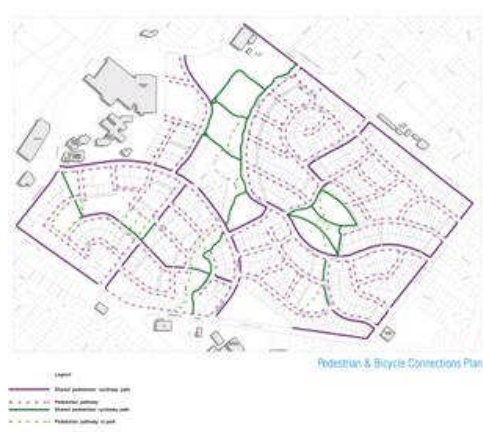 Pedestrian & Bicycle Connections Plan
Legend
Shared pedestrian cycleway path
Pedestrian pathway
Shared pedestrian cycleway path
Pedestrian pathway in park